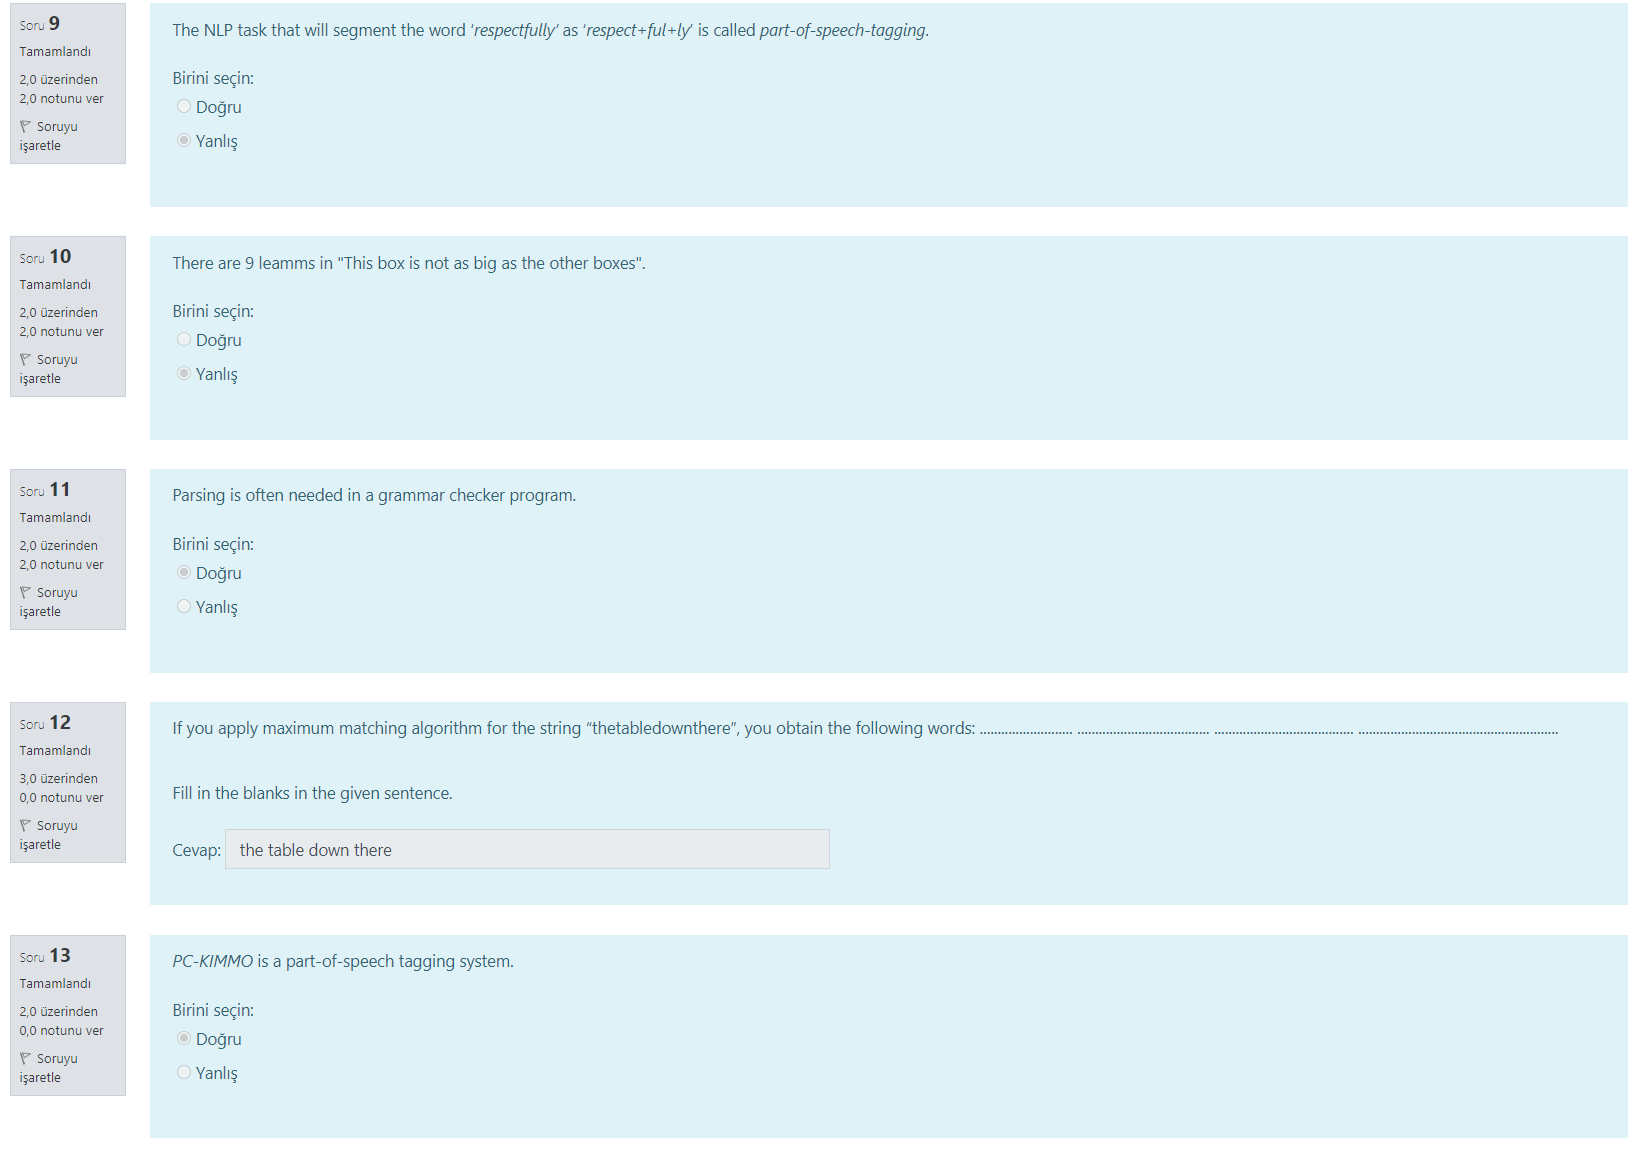 Soru 9
Tamamlandı
2,0 üzerinden
2,0 notunu ver
Soruyu
işaretle
The NLP task that will segment the word ‘respectfully’ as ‘respect+ful+ly’ is called part-of-speech-tagging.
Birini seçin:
Doğru
Yanlış
Soru 10
Tamamlandı
2,0 üzerinden
2,0 notunu ver
Soruyu
işaretle
There are 9 leamms in "This box is not as big as the other boxes".
Birini seçin:
Doğru
Yanlış
Soru 11
Tamamlandı
2,0 üzerinden
2,0 notunu ver
Soruyu
işaretle
Parsing is often needed in a grammar checker program.
Birini seçin:
Doğru
Yanlış
Soru 12
Tamamlandı
3,0 üzerinden
0,0 notunu ver
Soruyu
işaretle
If you apply maximum matching algorithm for the string “thetabledownthere”, you obtain the following words: .......................... ..................................... ....................................... ........................................................
Fill in the blanks in the given sentence.
Cevap: the table down there
Soru 13
Tamamlandı
2,0 üzerinden
0,0 notunu ver
Soruyu
işaretle
PC-KIMMO is a part-of-speech tagging system.
Birini seçin:
Doğru
Yanlış